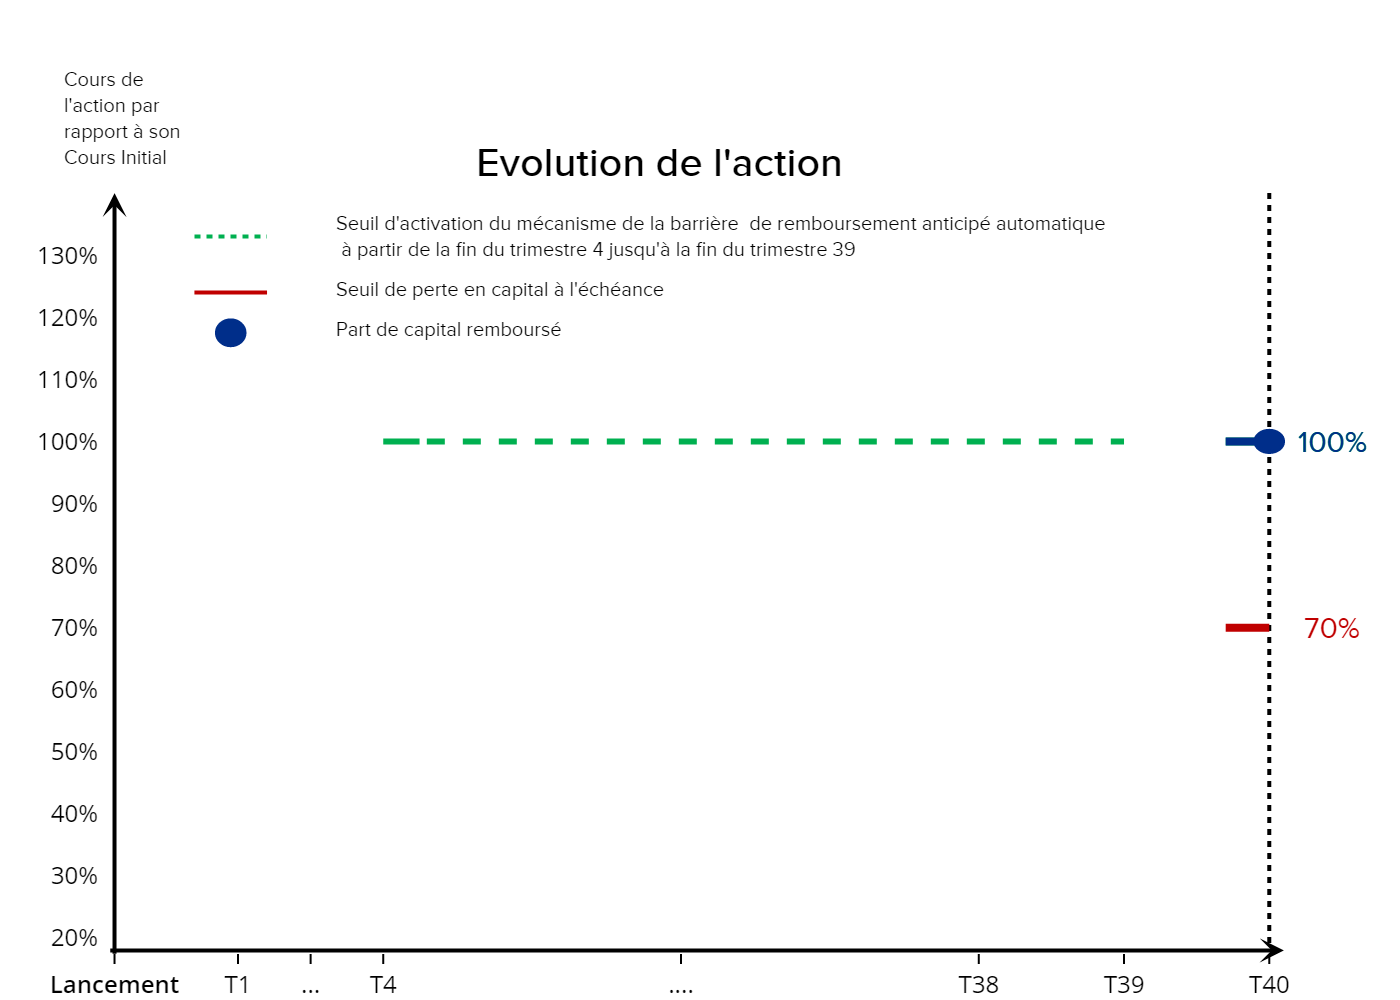 Cours de
l'action par
rapport à son
Cours Initial
Evolution de l'action
Seuil d'activation du mécanisme de la barrière  de remboursement anticipé automatique
à partir de la fin du trimestre 4 jusqu'à la fin du trimestre 39
Seuil de perte en capital à l'échéance
Part de capital remboursé
130%
120%
110%
100%
90%
80%
70%
60%
50%
40%
30%
20%
100%
70%
Lancement T1 ... T4 .... T38 T39 T40